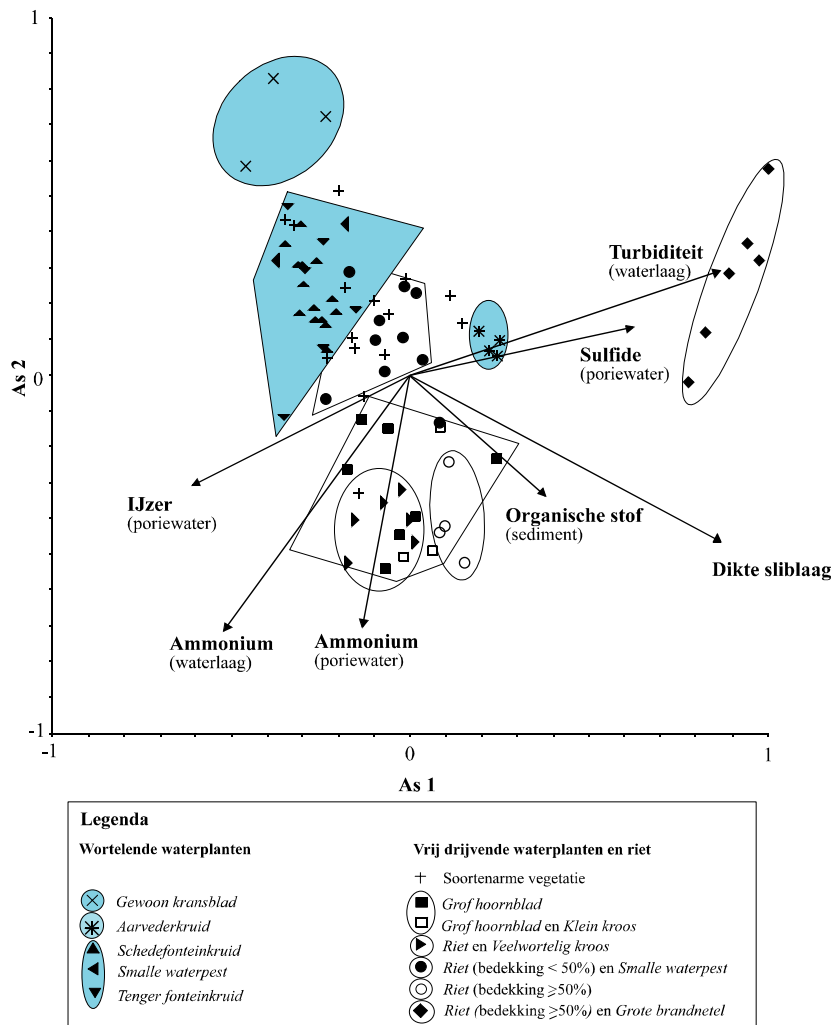 1
As 2
0
-1
Turbiditeit
(waterlaag)
Sulfide
(poriewater)
IJzer
(poriewater)
Organische stof
(sediment)
Dikte sliblaag
Ammonium
(waterlaag)
Ammonium
(poriewater)
-1
0
1
As 1
Legenda
Wortelende waterplanten
Gewoon kransblad
Aarvederkruid
Schedefonteinkruid
Smalle waterpest
Tenger fonteinkruid
Vrij drijvende waterplanten en riet
Soortenarme vegetatie
Grof hoornblad
Grof hoornblad en Klein kroos
Riet en Veelwortelig kroos
Riet (bedekking < 50%) en Smalle waterpest
Riet (bedekking ≥50%)
Riet (bedekking ≥50%) en Grote brandnetel